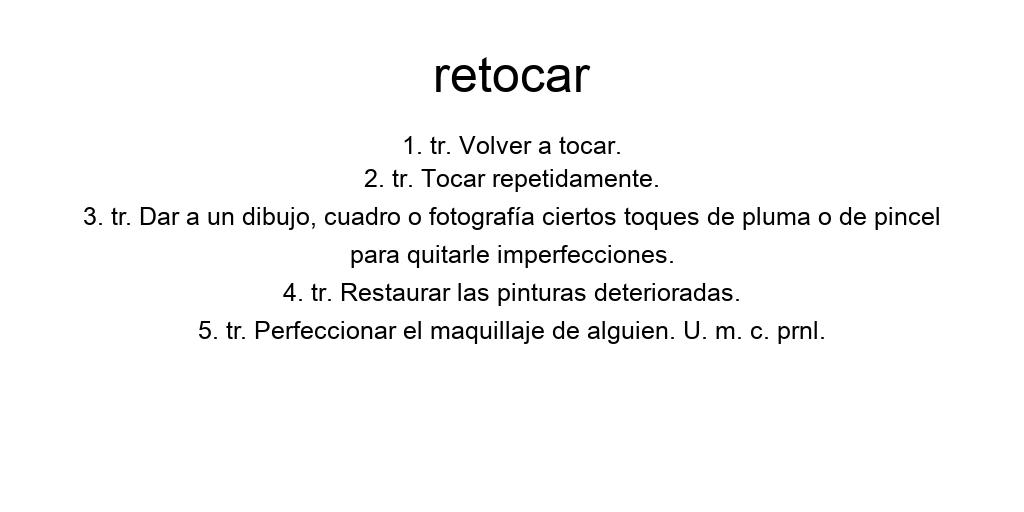 retocar
1. tr. Volver a tocar.
2. tr. Tocar repetidamente.
3. tr. Dar a un dibujo, cuadro o fotografía ciertos toques de pluma o de pincel
para quitarle imperfecciones.
4. tr. Restaurar las pinturas deterioradas.
5. tr. Perfeccionar el maquillaje de alguien. U. m. c. prnl.